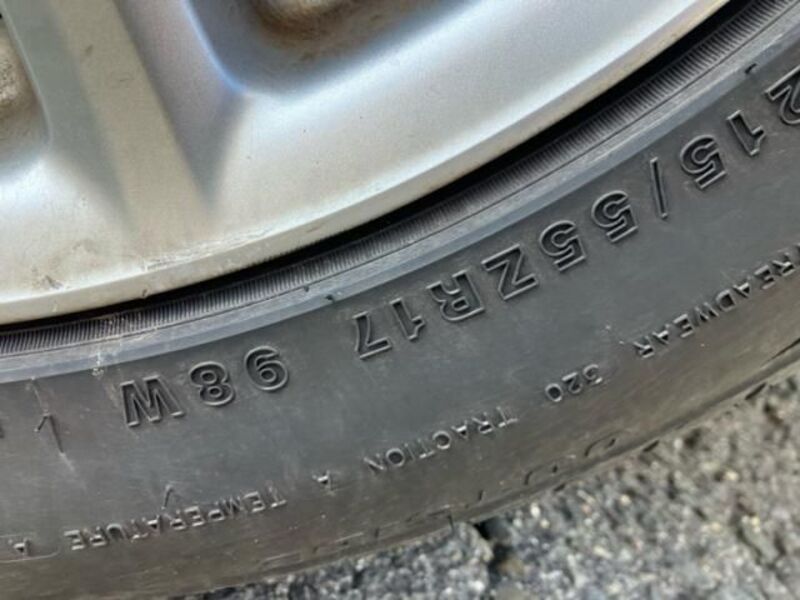 215/55ZR17 98W
TREADWEAR 320 TRACTION A TEMPERATURE A